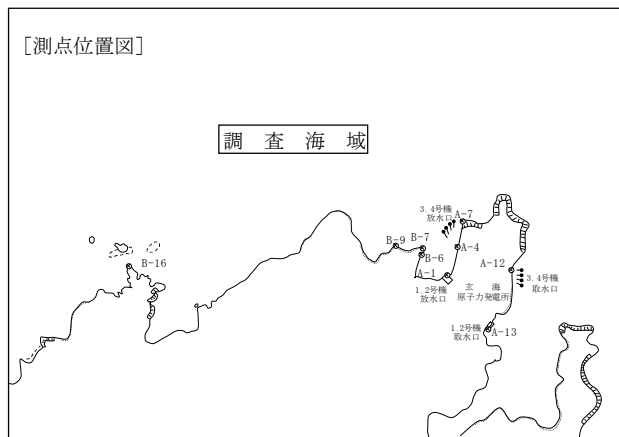 [測点位置図]
調 査 海 域
3.4号機
放水口
A-7
B-7
B-9
A-4
B-6
B-16
A-1
A-12
1.2号機
放水口
玄 海
原子力発電所
3.4号機
取水口
1.2号機
取水口
A-13